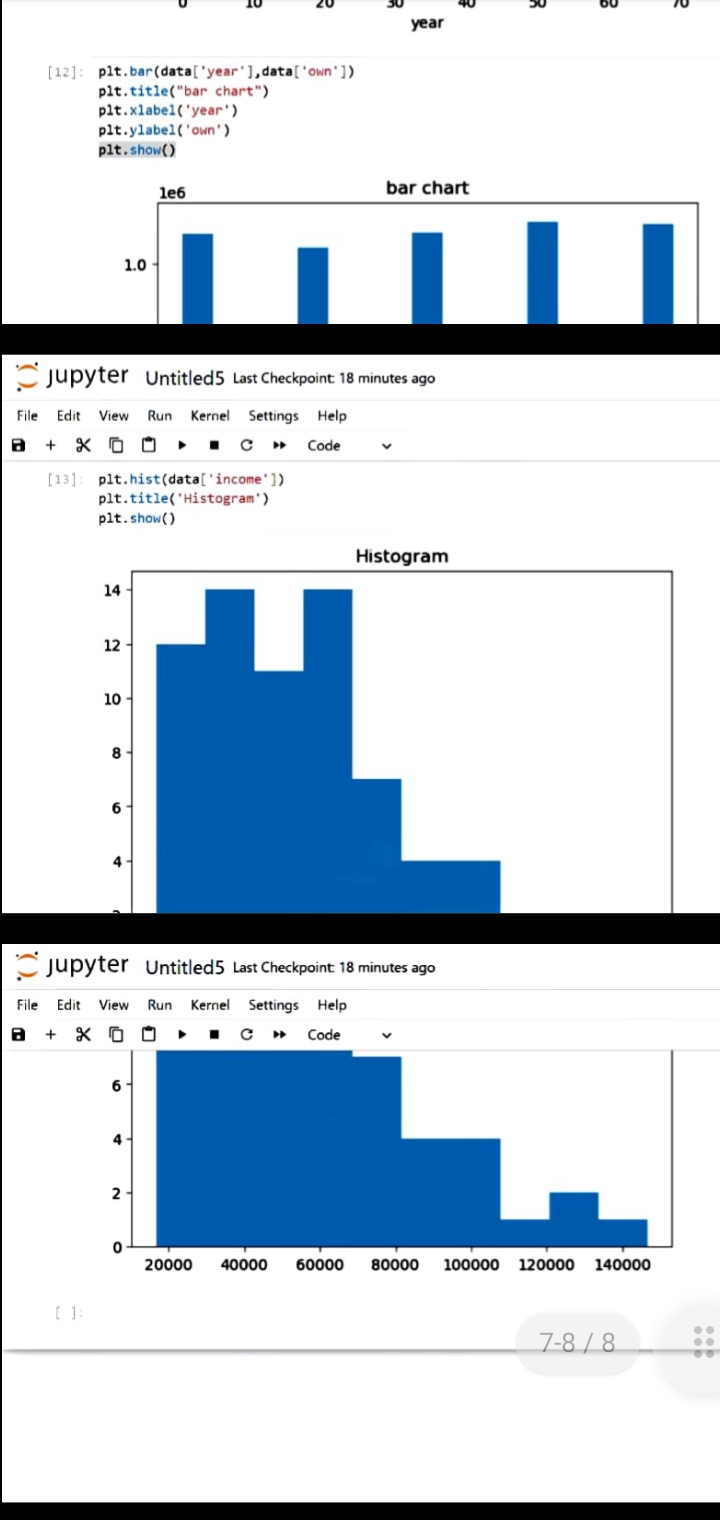 0 10 20 30 40 50 60 70
year
[12]: plt.bar(data['year'],data['own'])
plt.title("bar chart")
plt.xlabel('year')
plt.ylabel('own')
plt.show()
1e6 bar chart
1.0
jupyter Untitled5 Last Checkpoint: 18 minutes ago
File Edit View Run Kernel Settings Help
Code
[13]: plt.hist(data['income'])
plt.title('Histogram')
plt.show()
Histogram
14
12
10
8
6
4
jupyter Untitled5 Last Checkpoint: 18 minutes ago
File Edit View Run Kernel Settings Help
Code
6
4
2
0
20000 40000 60000 80000 100000 120000 140000
[ ]:
7-8 / 8